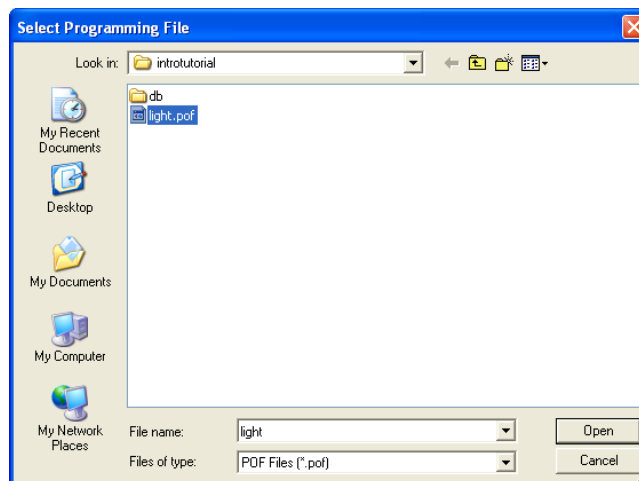 Select Programming File
Look in: introtutorial
db
light.pof
My Recent
Documents
Desktop
My Documents
My Computer
My Network
Places
File name: light Open
Files of type: POF Files (*.pof) Cancel